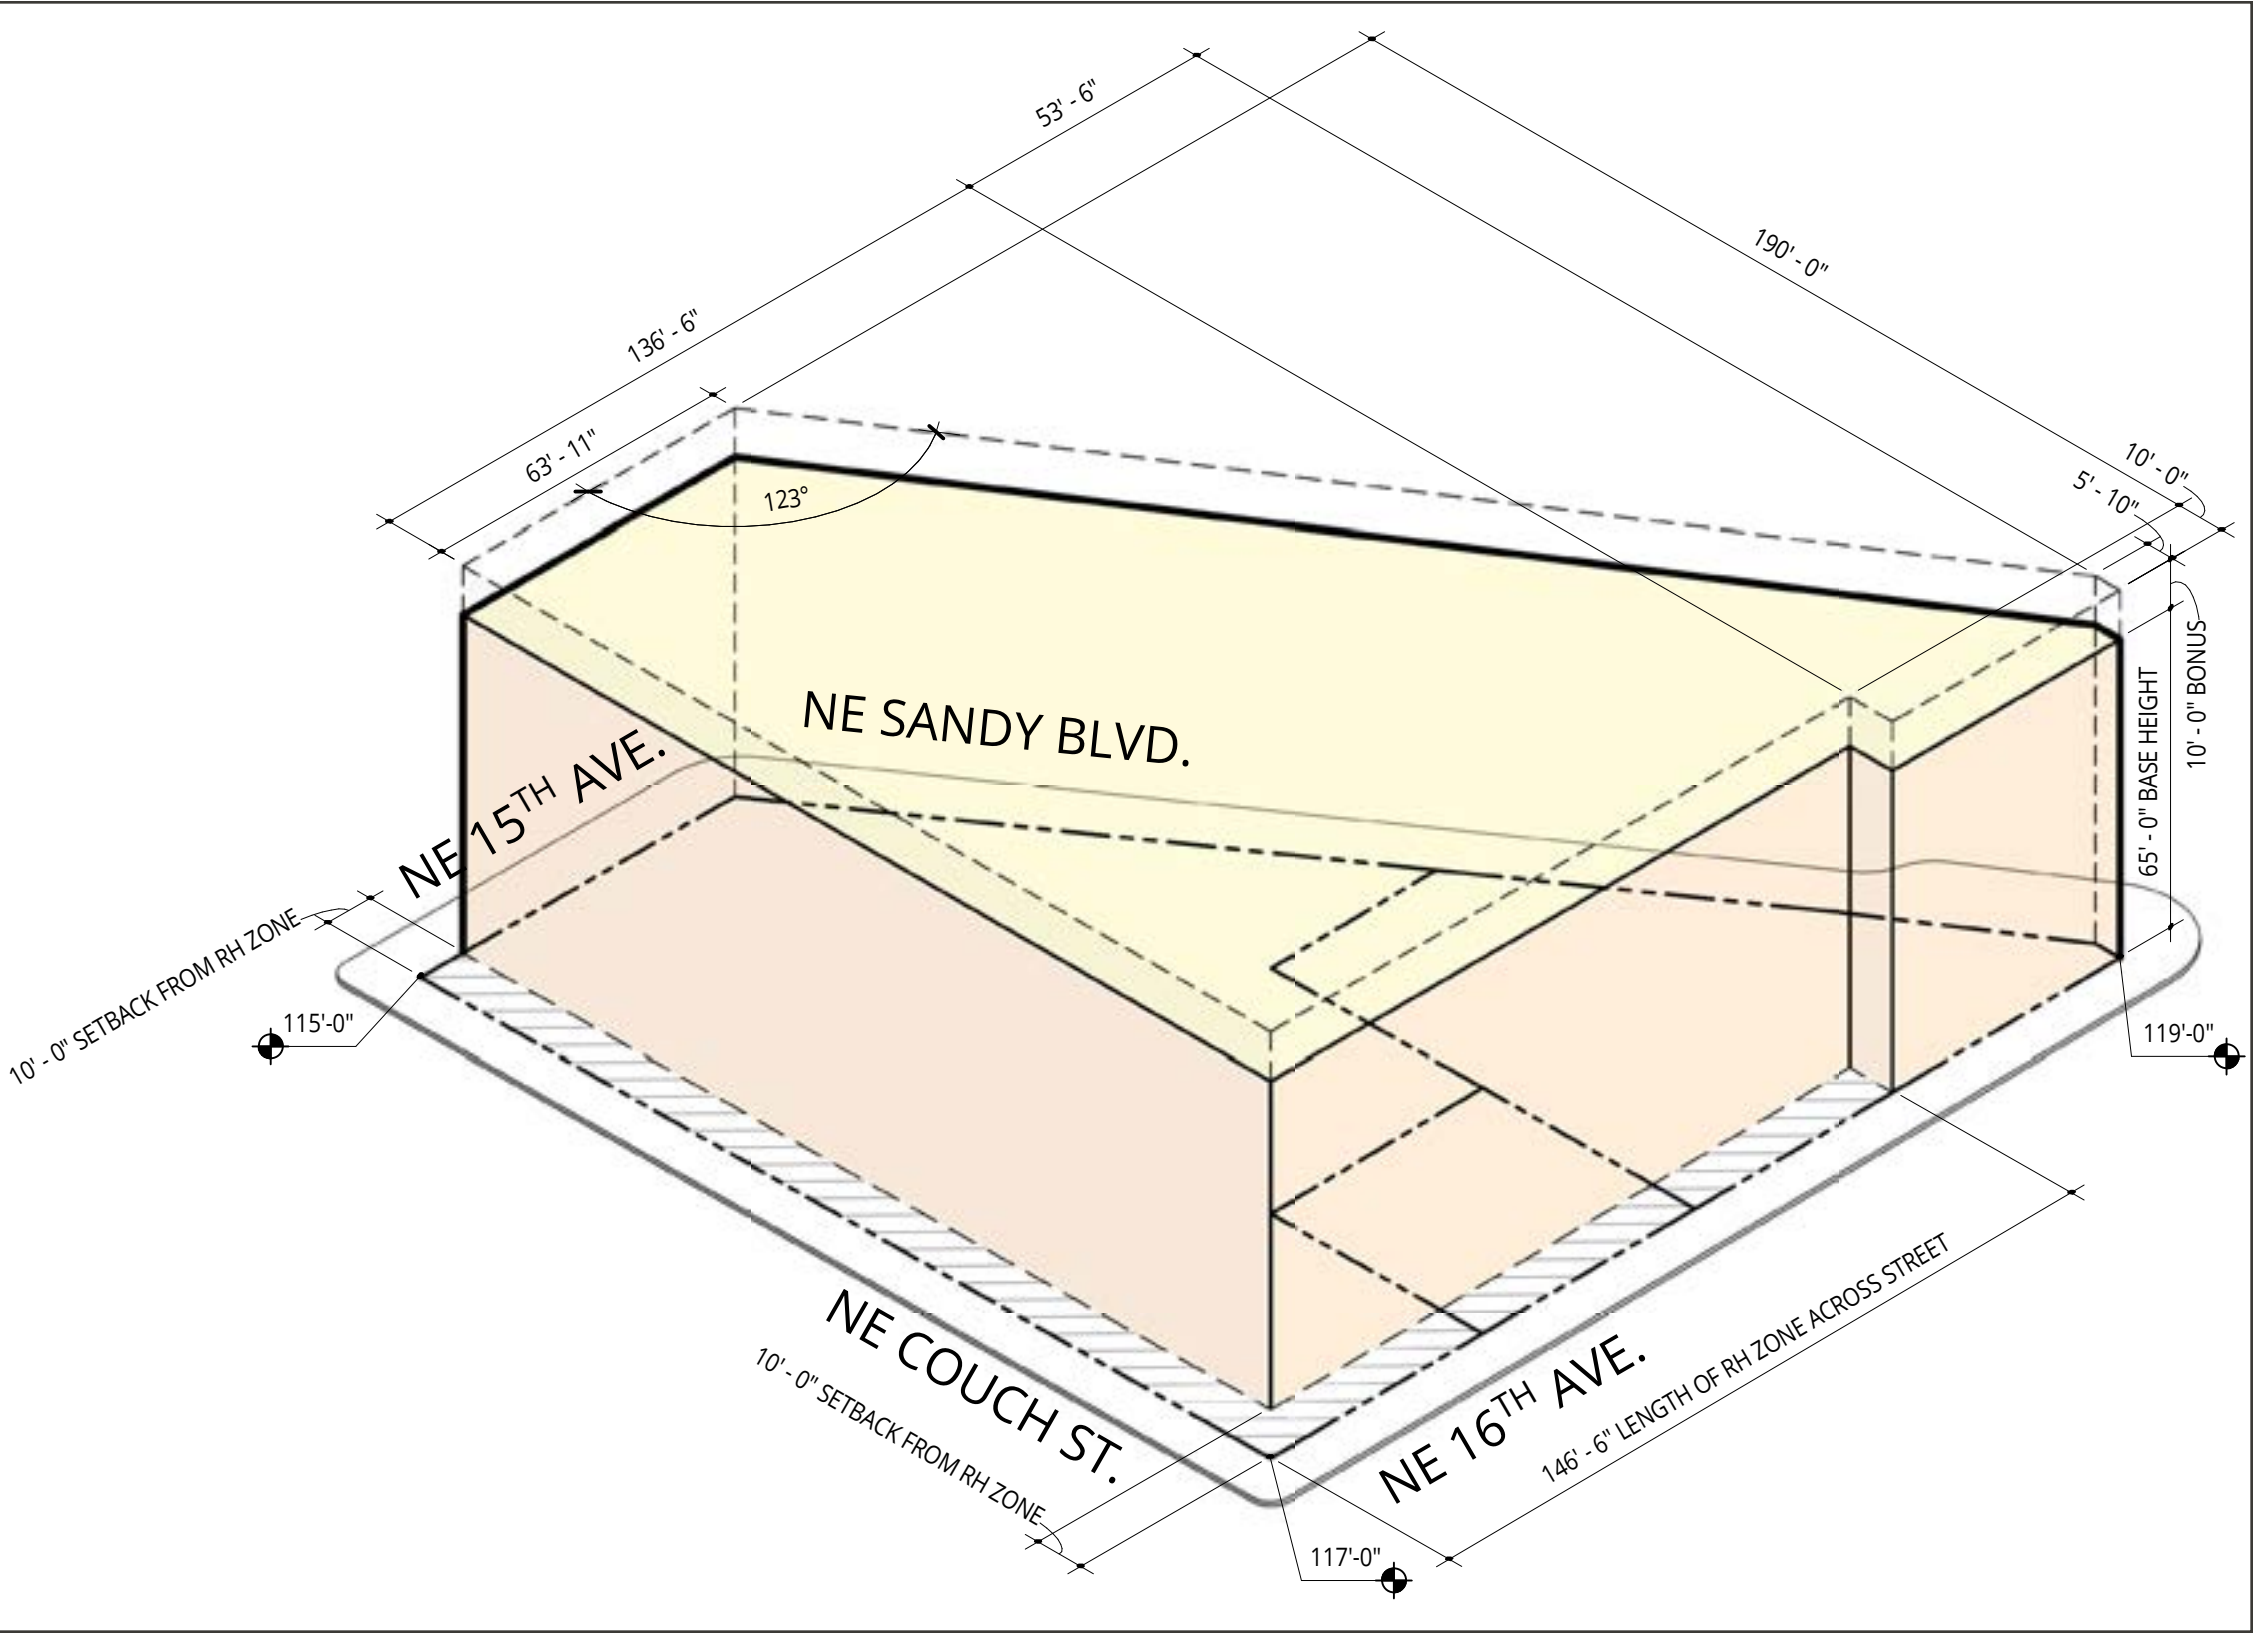 53' - 6"
190' - 0"
136' - 6"
63' - 11"
123°
10' - 0"
5' - 10"
10' - 0" BONUS
65' - 0" BASE HEIGHT
NE SANDY BLVD.
NE 15TH AVE.
10' - 0" SETBACK FROM RH ZONE
115'-0"
119'-0"
NE COUCH ST.
10' - 0" SETBACK FROM RH ZONE
NE 16TH AVE.
146' - 6" LENGTH OF RH ZONE ACROSS STREET
117'-0"